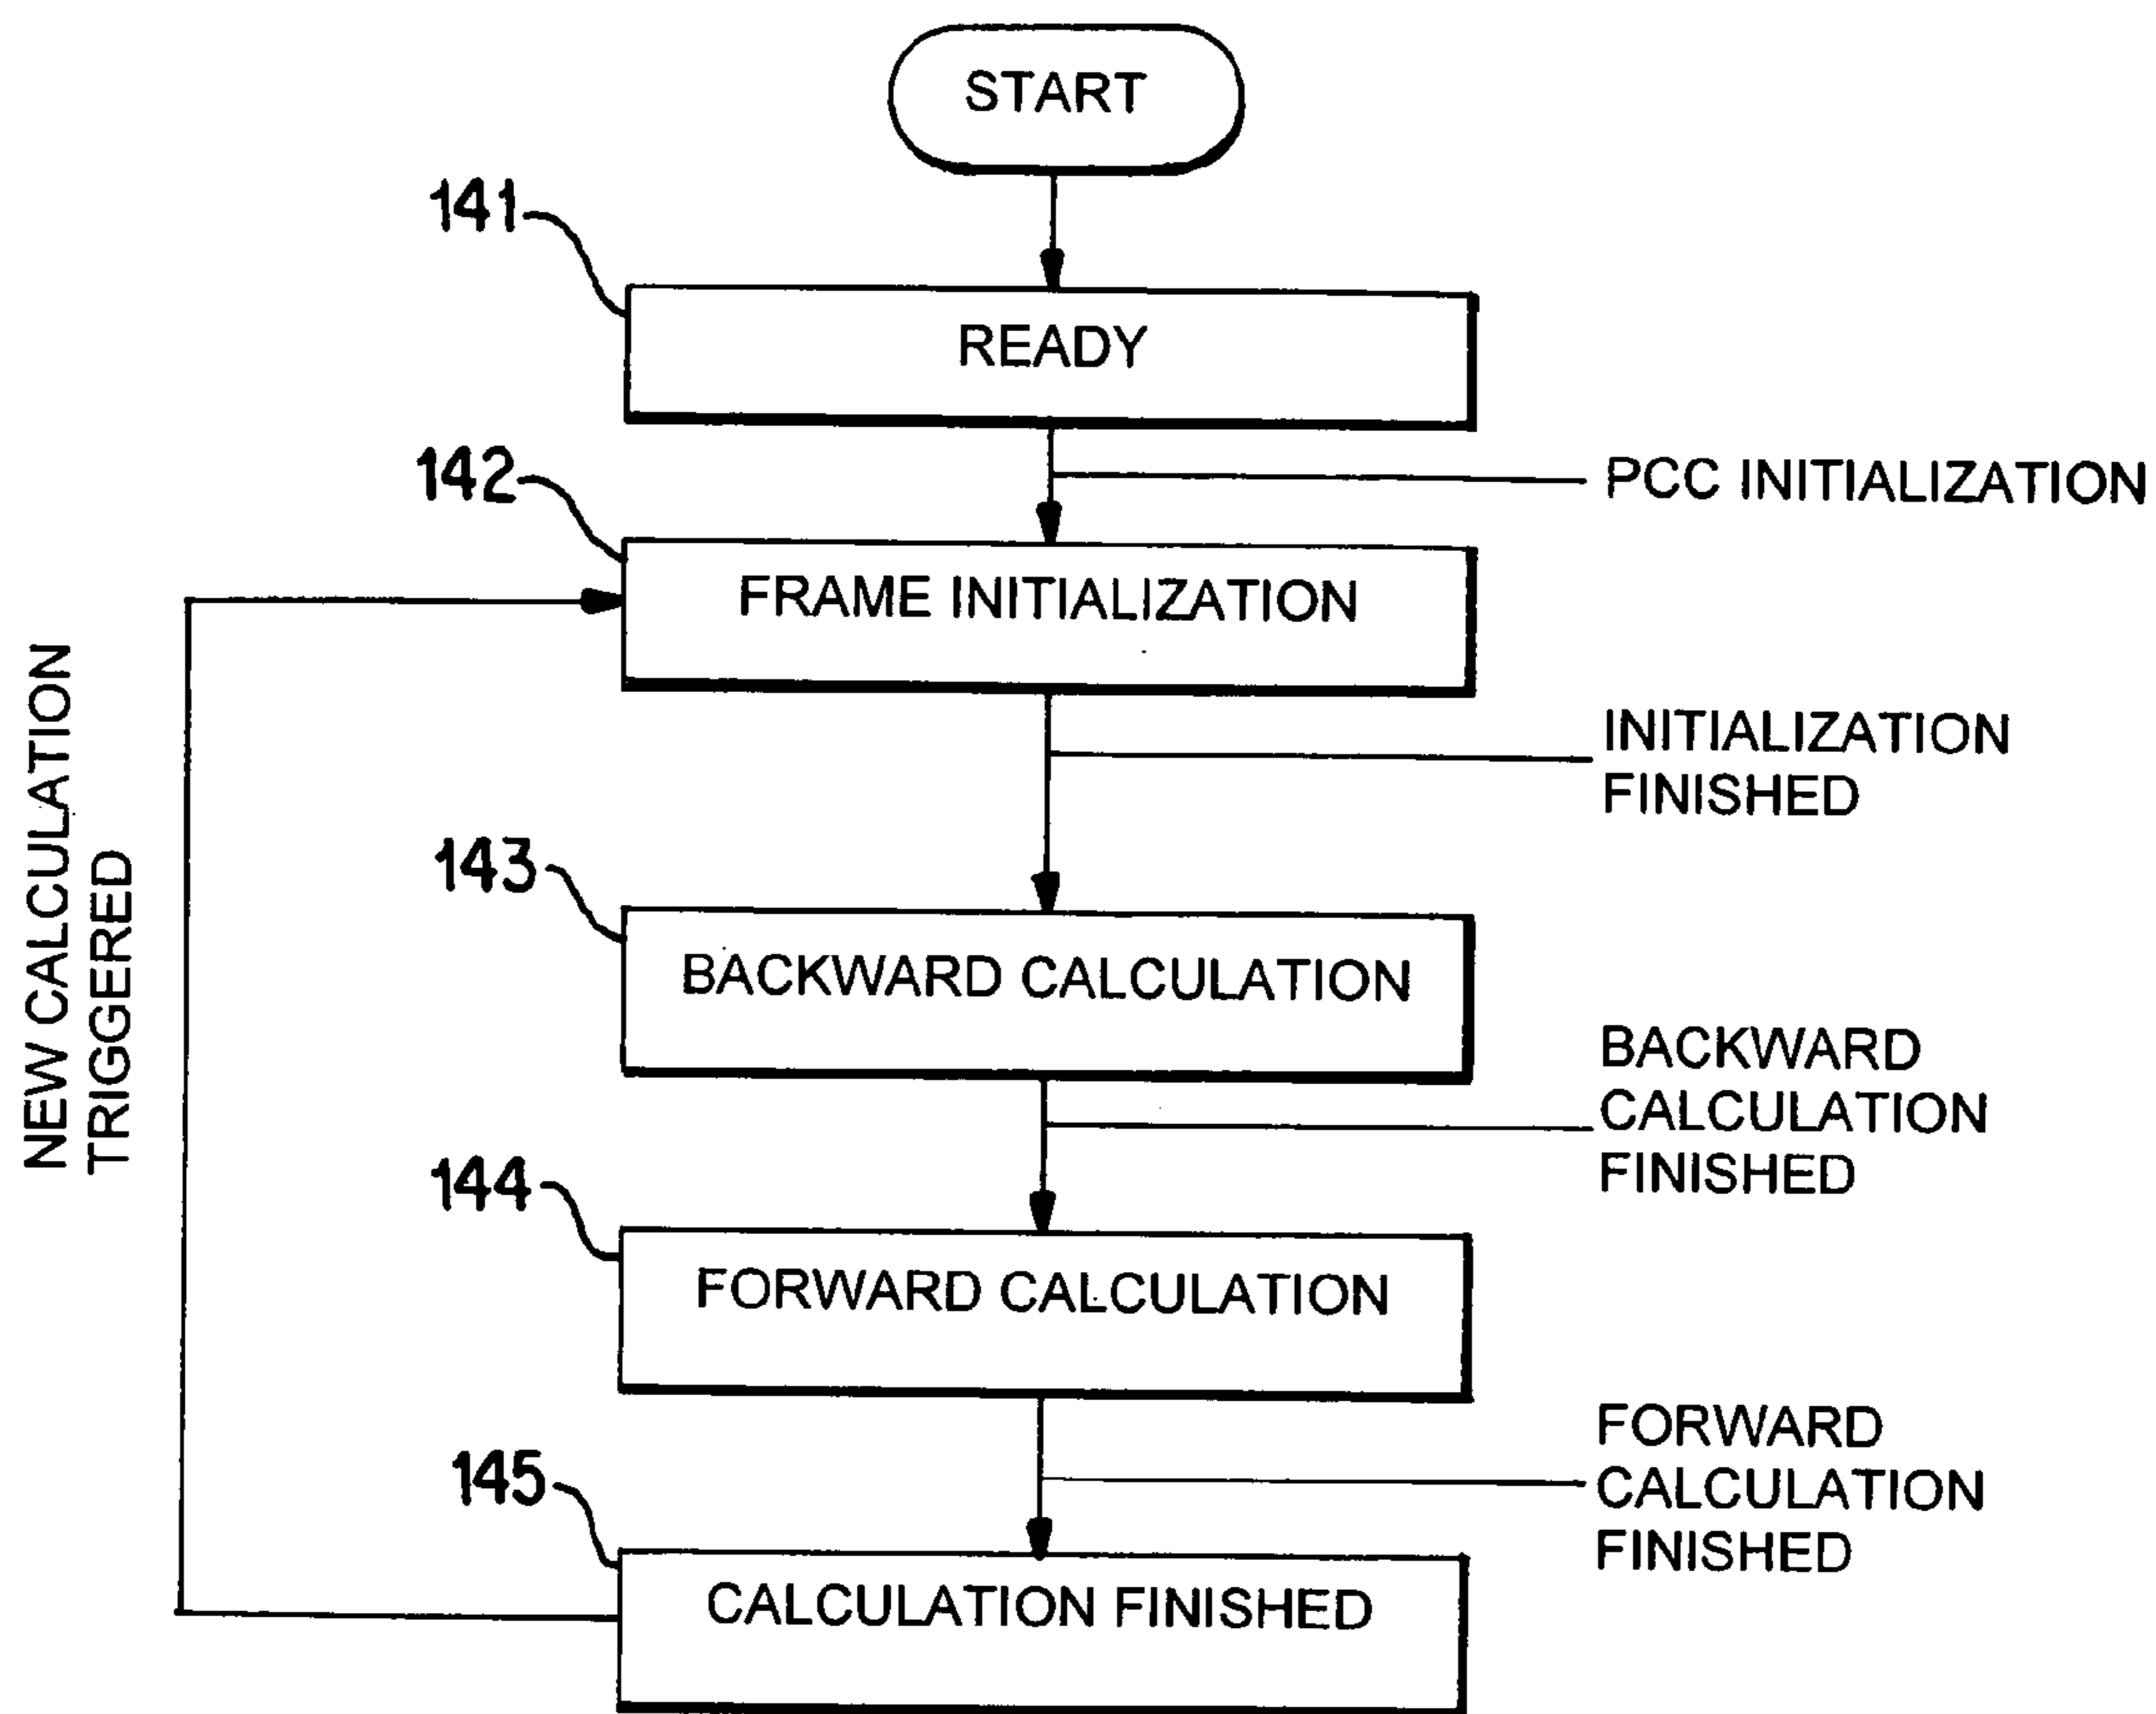 START
141
READY
PCC INITIALIZATION
142
FRAME INITIALIZATION
INITIALIZATION
FINISHED
NEW CALCULATION
TRIGGERED
143
BACKWARD CALCULATION
BACKWARD
CALCULATION
FINISHED
144
FORWARD CALCULATION
FORWARD
CALCULATION
FINISHED
145
CALCULATION FINISHED